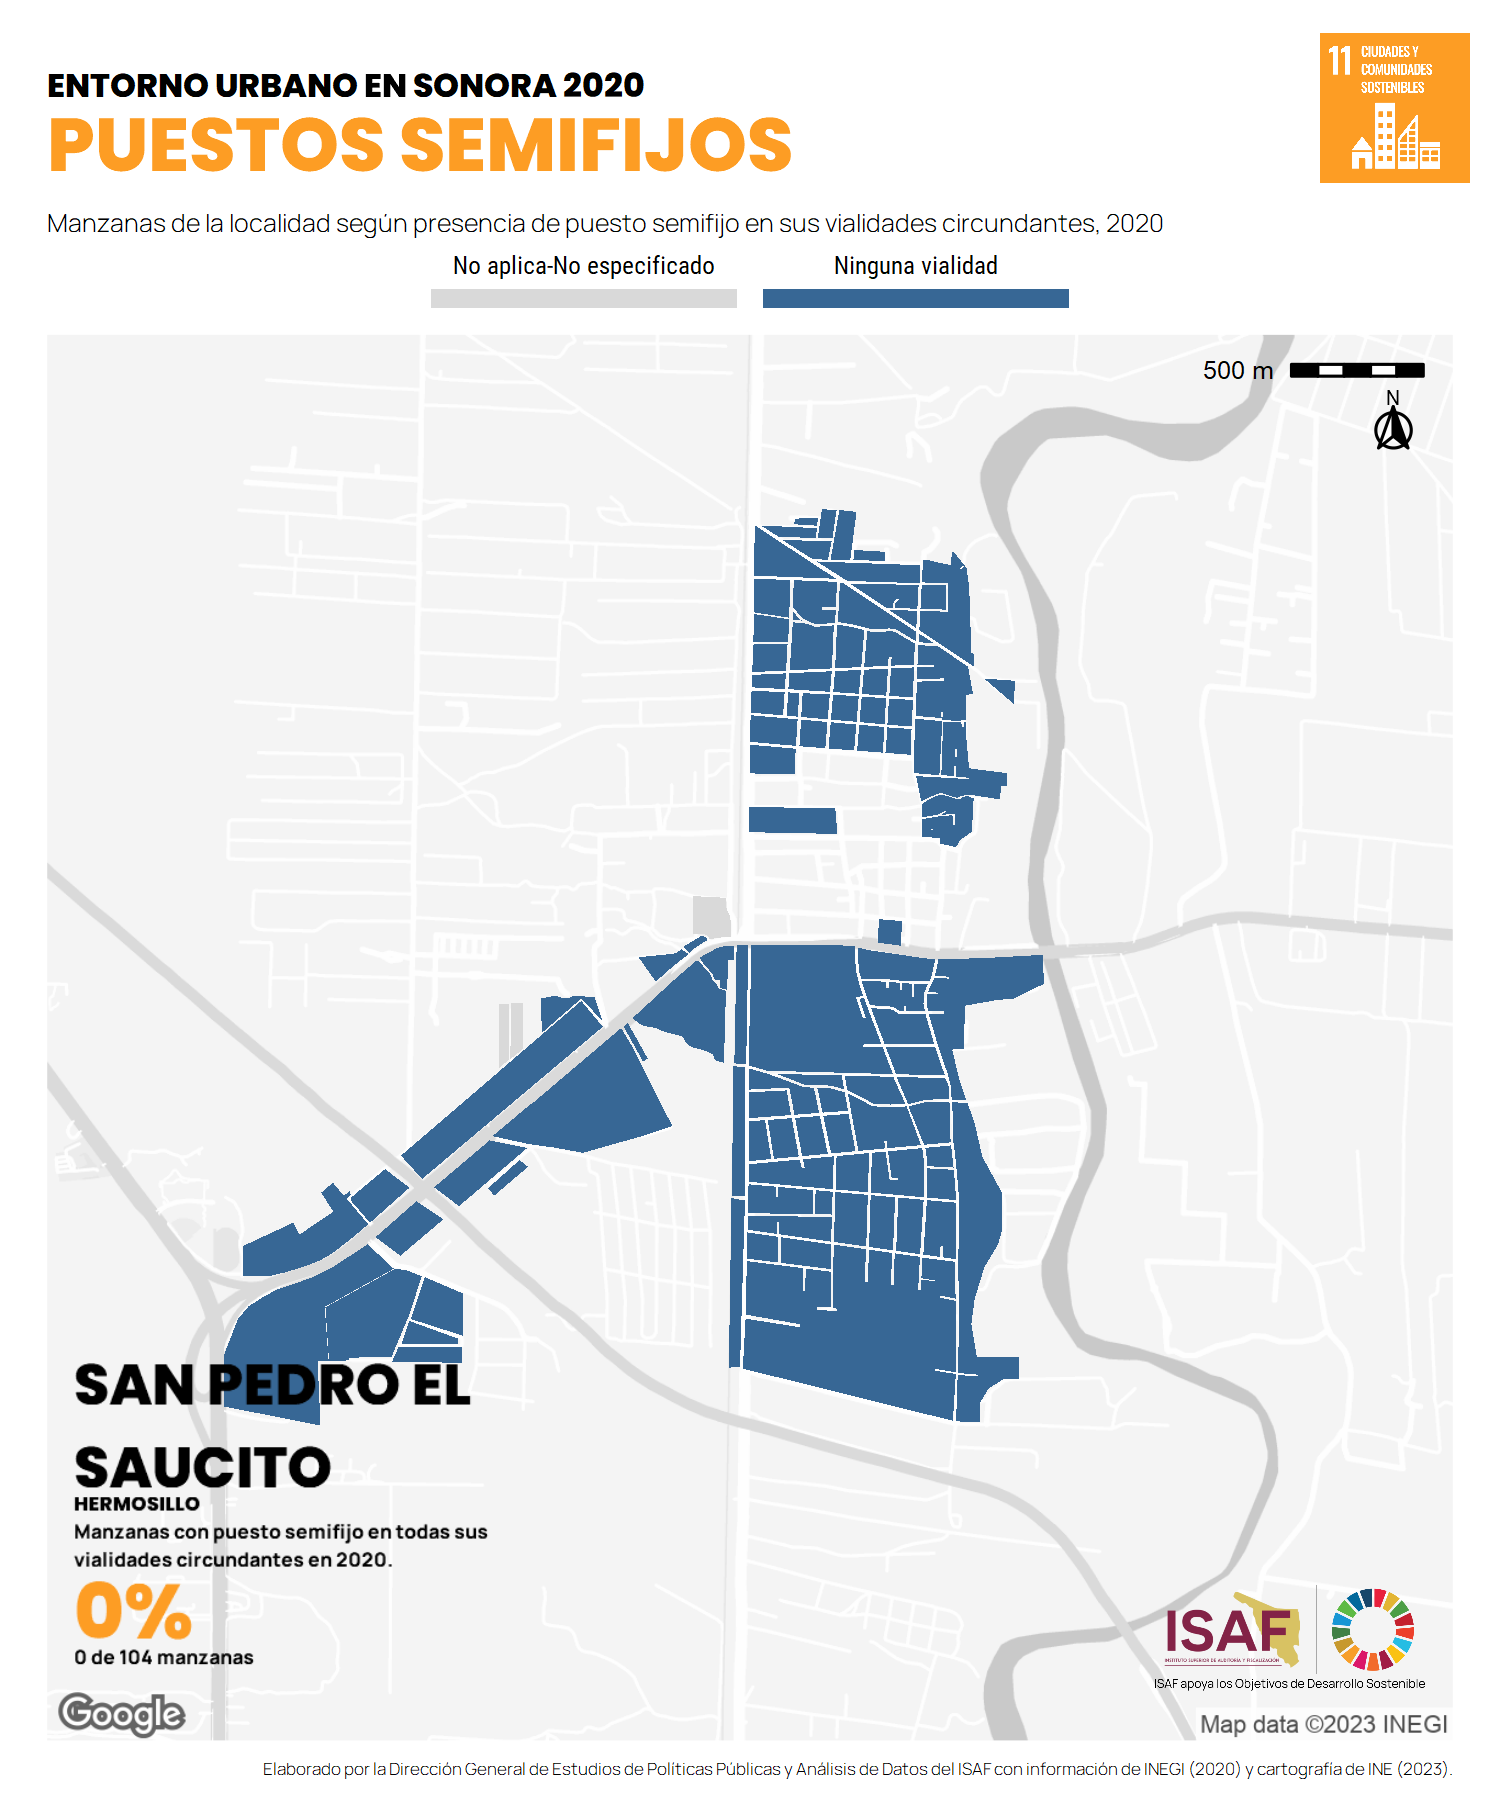 ENTORNO URBANO EN SONORA 2020
PUESTOS SEMIFIJOS
11 CIUDADES Y
COMUNIDADES
SOSTENIBLES
Manzanas de la localidad según presencia de puesto semifijo en sus vialidades circundantes, 2020
No aplica-No especificado
Ninguna vialidad
500 m
N
SAN PEDRO EL
SAUCITO
HERMOSILLO
Manzanas con puesto semifijo en todas sus
vialidades circundantes en 2020.
0%
0 de 104 manzanas
Google
ISAF
INSTITUTO SUPERIOR DE AUDITORÍA Y FISCALIZACIÓN
ISAF apoya los Objetivos de Desarrollo Sostenible
Map data ©2023 INEGI
Elaborado por la Dirección General de Estudios de Políticas Públicas y Análisis de Datos del ISAF con información de INEGI (2020) y cartografía de INE (2023).